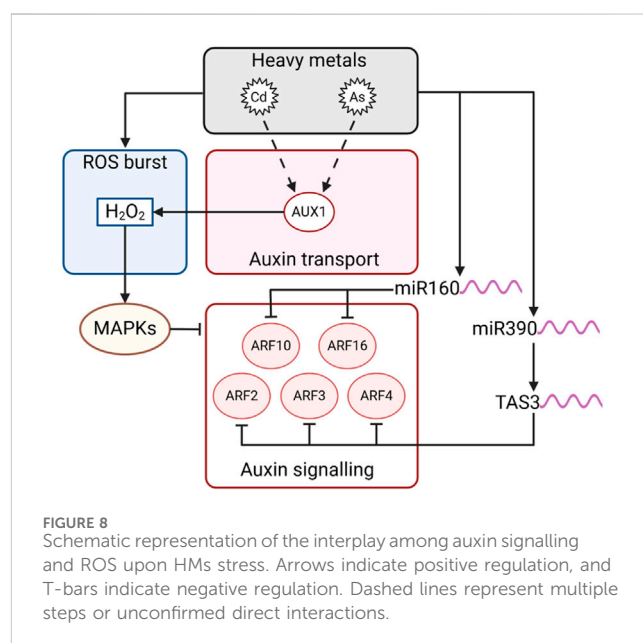 Heavy metals
Cd
As
ROS burst
H₂O₂
AUX1
Auxin transport
MAPKs
miR160
ARF10
ARF16
miR390
ARF2
ARF3
ARF4
TAS3
Auxin signalling
FIGURE 8
Schematic representation of the interplay among auxin signalling
and ROS upon HMs stress. Arrows indicate positive regulation, and
T-bars indicate negative regulation. Dashed lines represent multiple
steps or unconfirmed direct interactions.